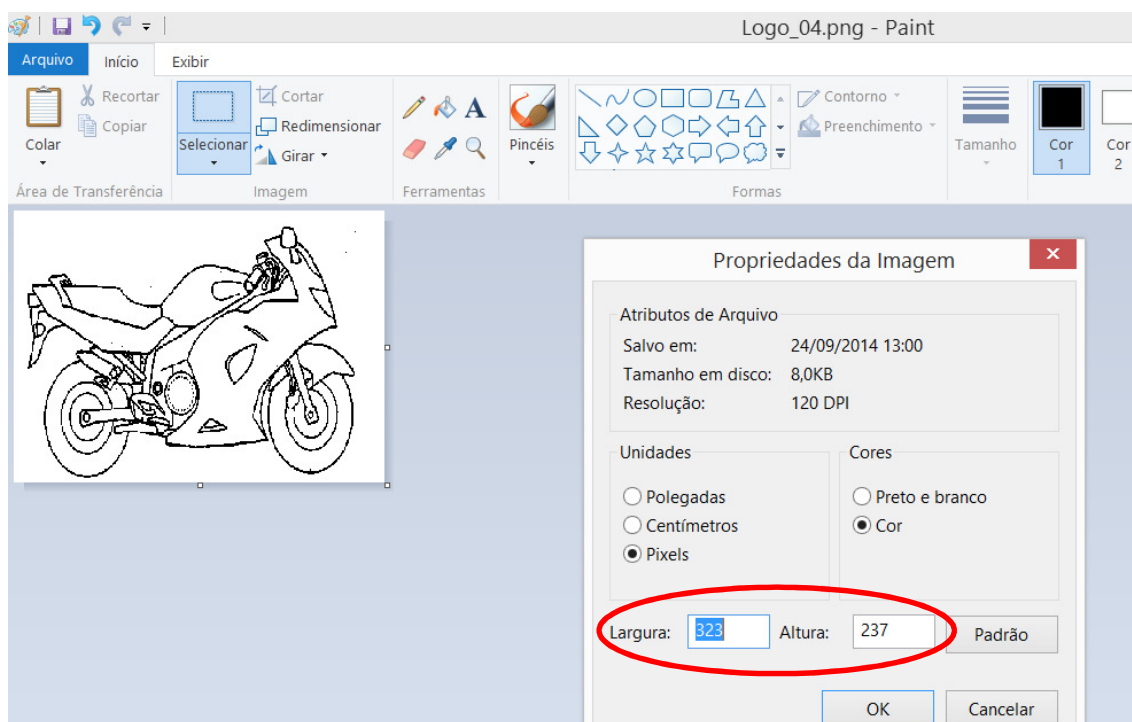 Logo_04.png - Paint
Arquivo Início Exibir
Colar
Recortar
Copiar
Área de Transferência
Selecionar
Cortar
Redimensionar
Girar
Imagem
A
Ferramentas
Pincéis
Contorno
Preenchimento
Formas
Tamanho
Cor
1
Cor
2
Propriedades da Imagem
Atributos de Arquivo
Salvo em: 24/09/2014 13:00
Tamanho em disco: 8,0KB
Resolução: 120 DPI
Unidades
Polegadas
Centímetros
Pixels
Cores
Preto e branco
Cor
Largura: 323 Altura: 237 Padrão
OK Cancelar